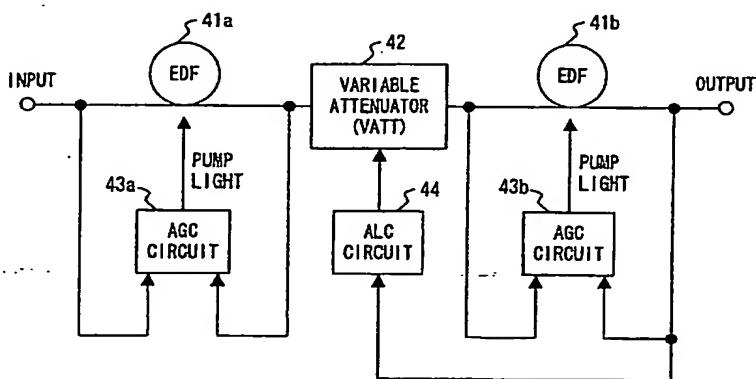 41a
42
41b
INPUT
EDF
VARIABLE
ATTENUATOR
(VATT)
EDF
OUTPUT
PUMP
LIGHT
43a
AGC
CIRCUIT
44
ALC
CIRCUIT
PUMP
LIGHT
43b
AGC
CIRCUIT